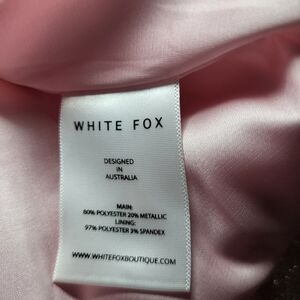 WHITE FOX
DESIGNED
IN
AUSTRALIA
MAIN:
80% POLYESTER 20% METALLIC
LINING:
97% POLYESTER 3% SPANDEX
WWW.WHITEFOXBOUTIQUE.COM